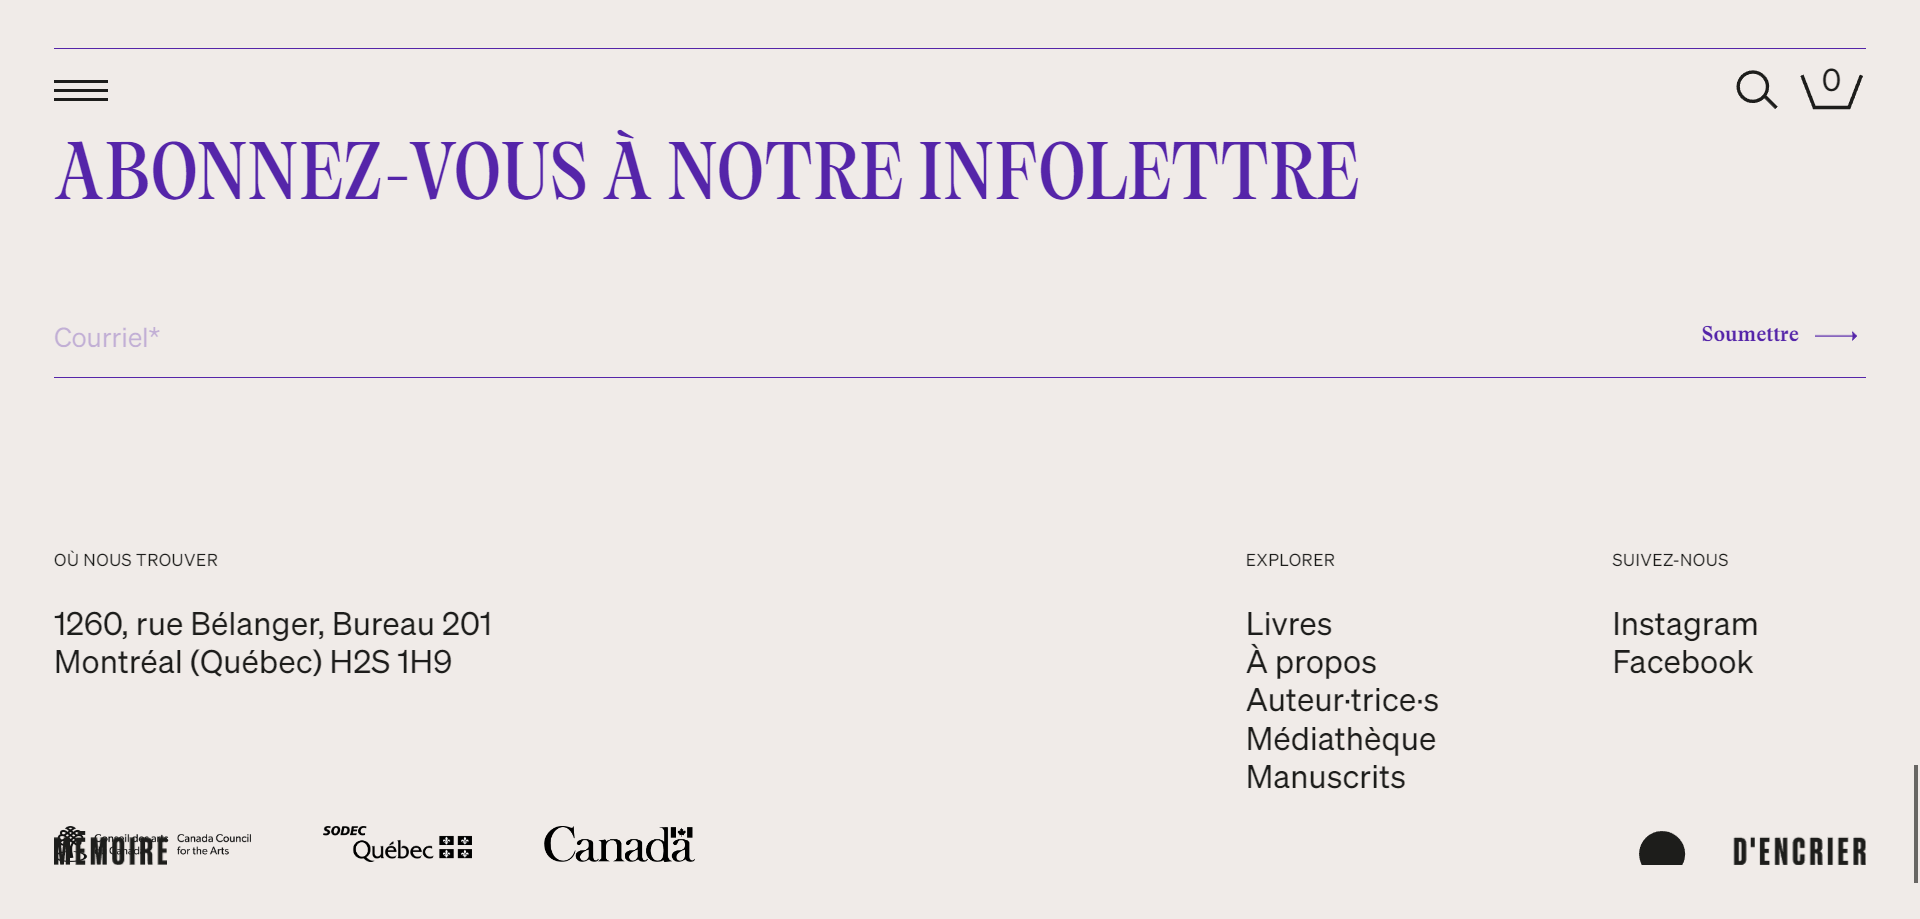 0
ABONNEZ-VOUS À NOTRE INFOLETTRE
Courriel*
Soumettre
OÙ NOUS TROUVER
1260, rue Bélanger, Bureau 201
Montréal (Québec) H2S 1H9
EXPLORER
Livres
À propos
Auteur·trice·s
Médiathèque
Manuscrits
SUIVEZ-NOUS
Instagram
Facebook
MÉMOIRE
Conseil des arts
du Canada
Canada Council
for the Arts
SODEC
Québec
Canada
D'ENCRIER